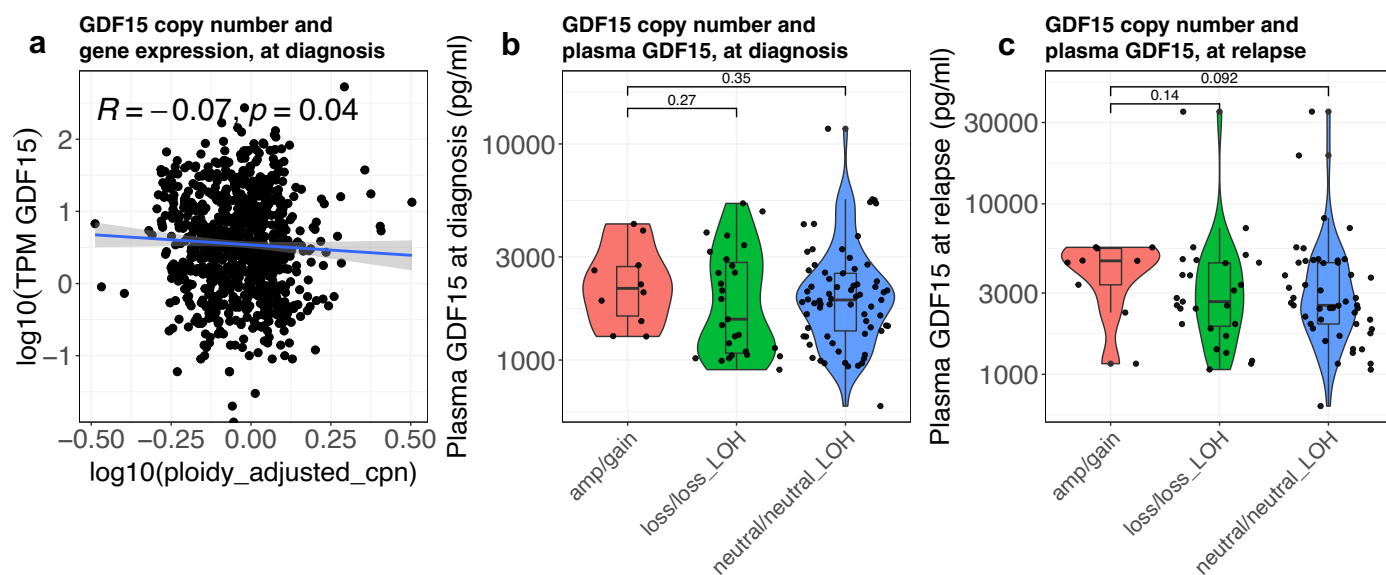 a
GDF15 copy number and
gene expression, at diagnosis
R = −0.07, p = 0.04
log10(TPM GDF15)
2
1
0
−1
−0.50 −0.25 0.00 0.25 0.50
log10(ploidy_adjusted_cpn)
b
GDF15 copy number and
plasma GDF15, at diagnosis
Plasma GDF15 at diagnosis (pg/ml)
0.35
0.27
10000
3000
1000
amp/gain
loss/loss_LOH
neutral/neutral_LOH
c
GDF15 copy number and
plasma GDF15, at relapse
Plasma GDF15 at relapse (pg/ml)
0.092
0.14
30000
10000
3000
1000
amp/gain
loss/loss_LOH
neutral/neutral_LOH